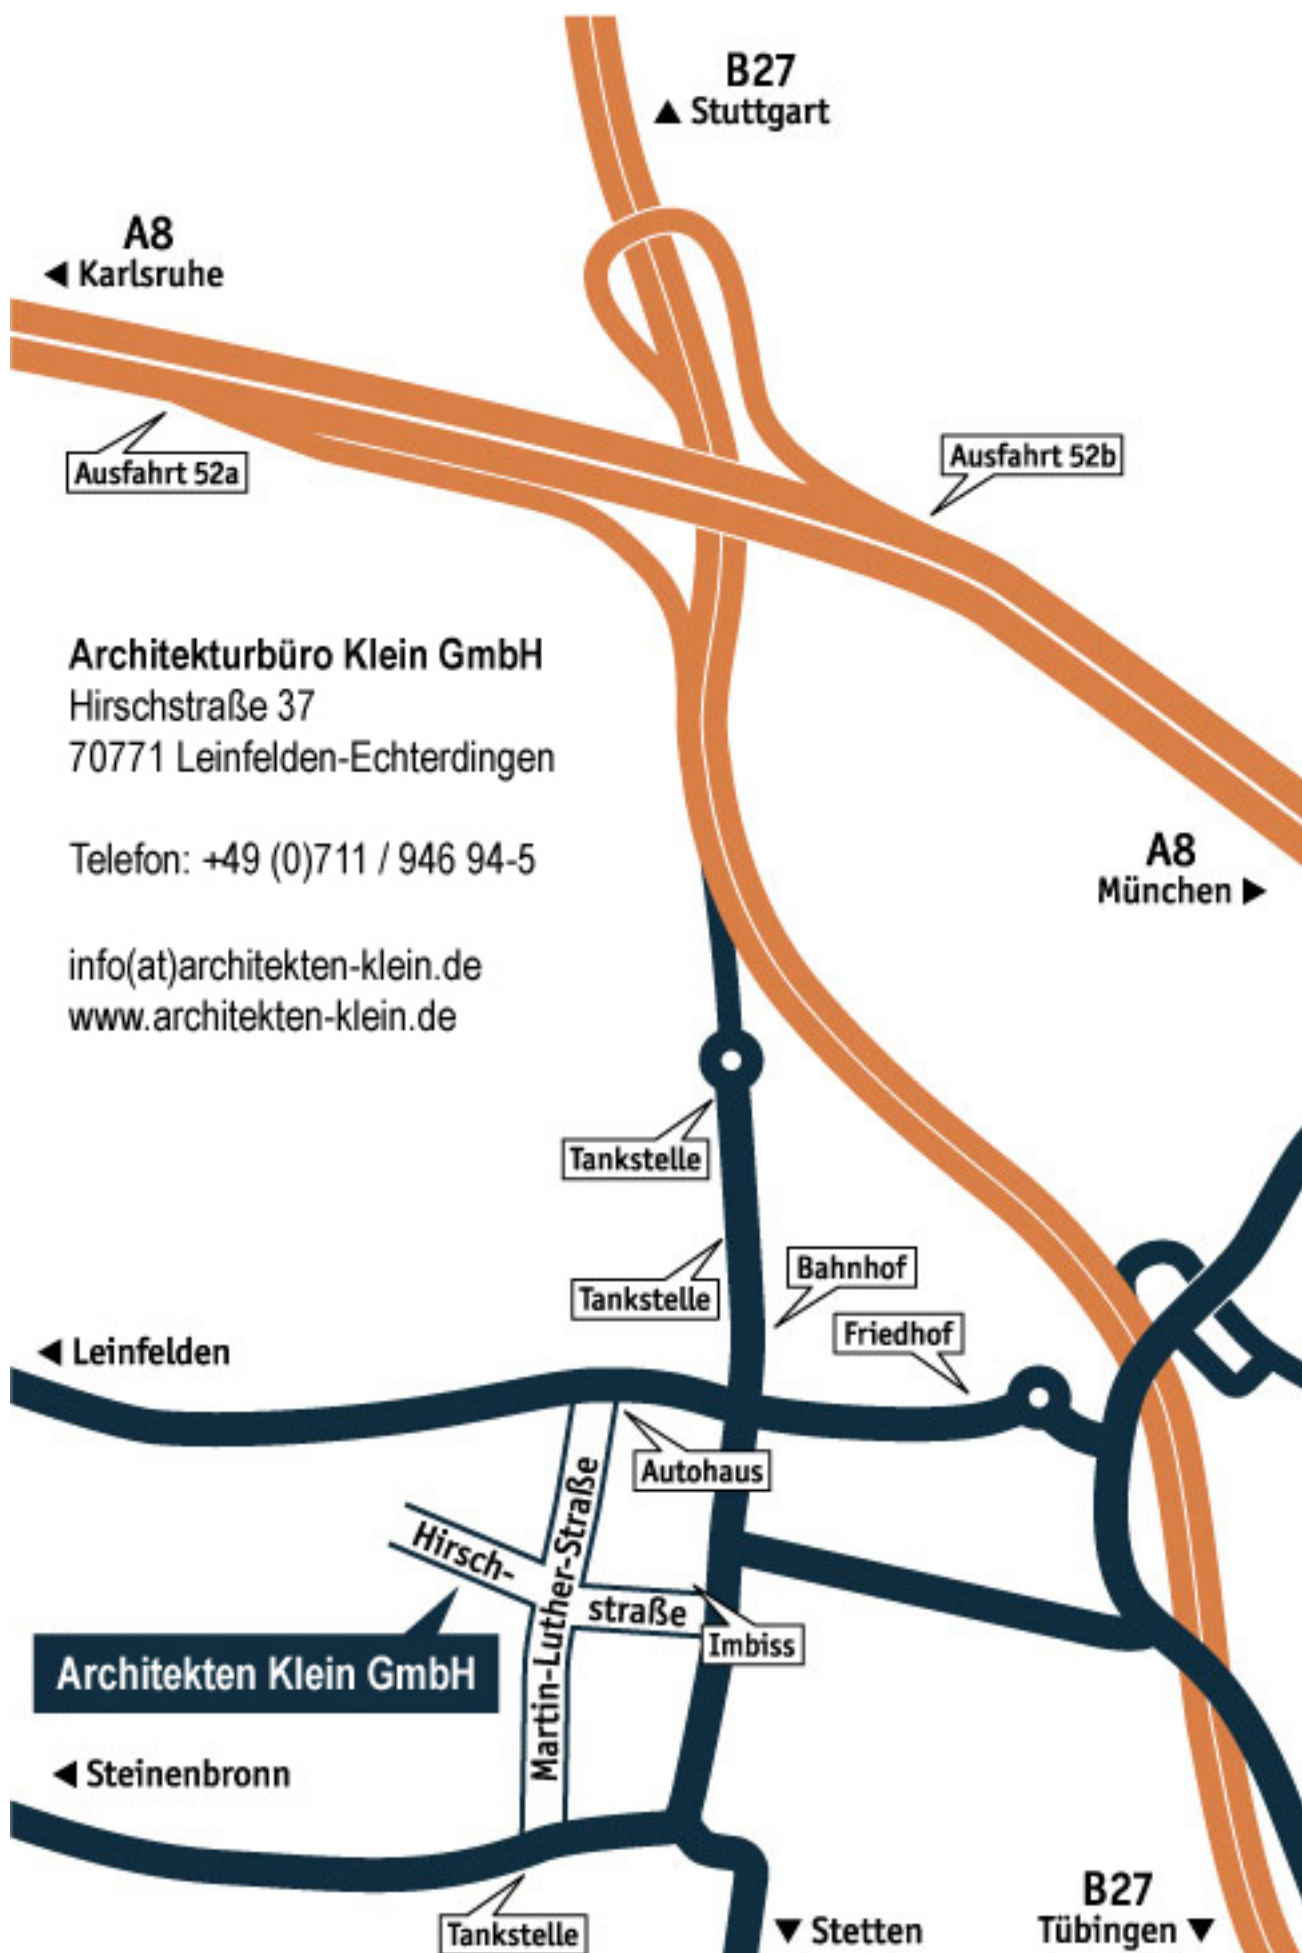 B27
▲ Stuttgart
A8
◀ Karlsruhe
Ausfahrt 52a
Ausfahrt 52b
Architekturbüro Klein GmbH
Hirschstraße 37
70771 Leinfelden-Echterdingen
Telefon: +49 (0)711 / 946 94-5
info(at)architekten-klein.de
www.architekten-klein.de
A8
München ▶
Tankstelle
Tankstelle
Bahnhof
Friedhof
◀ Leinfelden
Autohaus
Martin-Luther-Straße
Hirsch-
straße
Imbiss
Architekten Klein GmbH
◀ Steinenbronn
Tankstelle
▼ Stetten
B27
Tübingen ▼